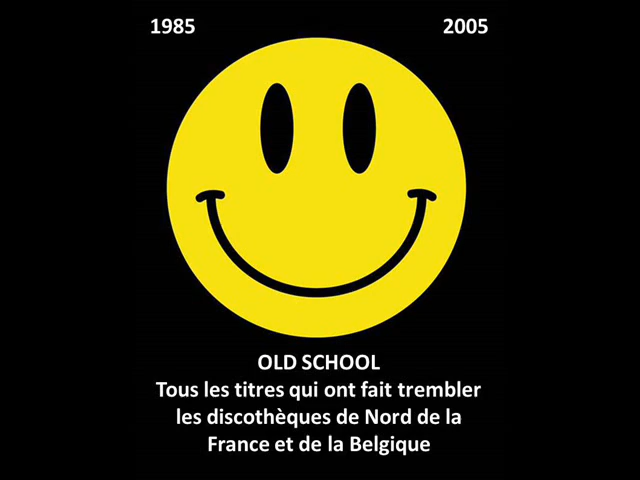 1985 2005
OLD SCHOOL
Tous les titres qui ont fait trembler
les discothèques de Nord de la
France et de la Belgique